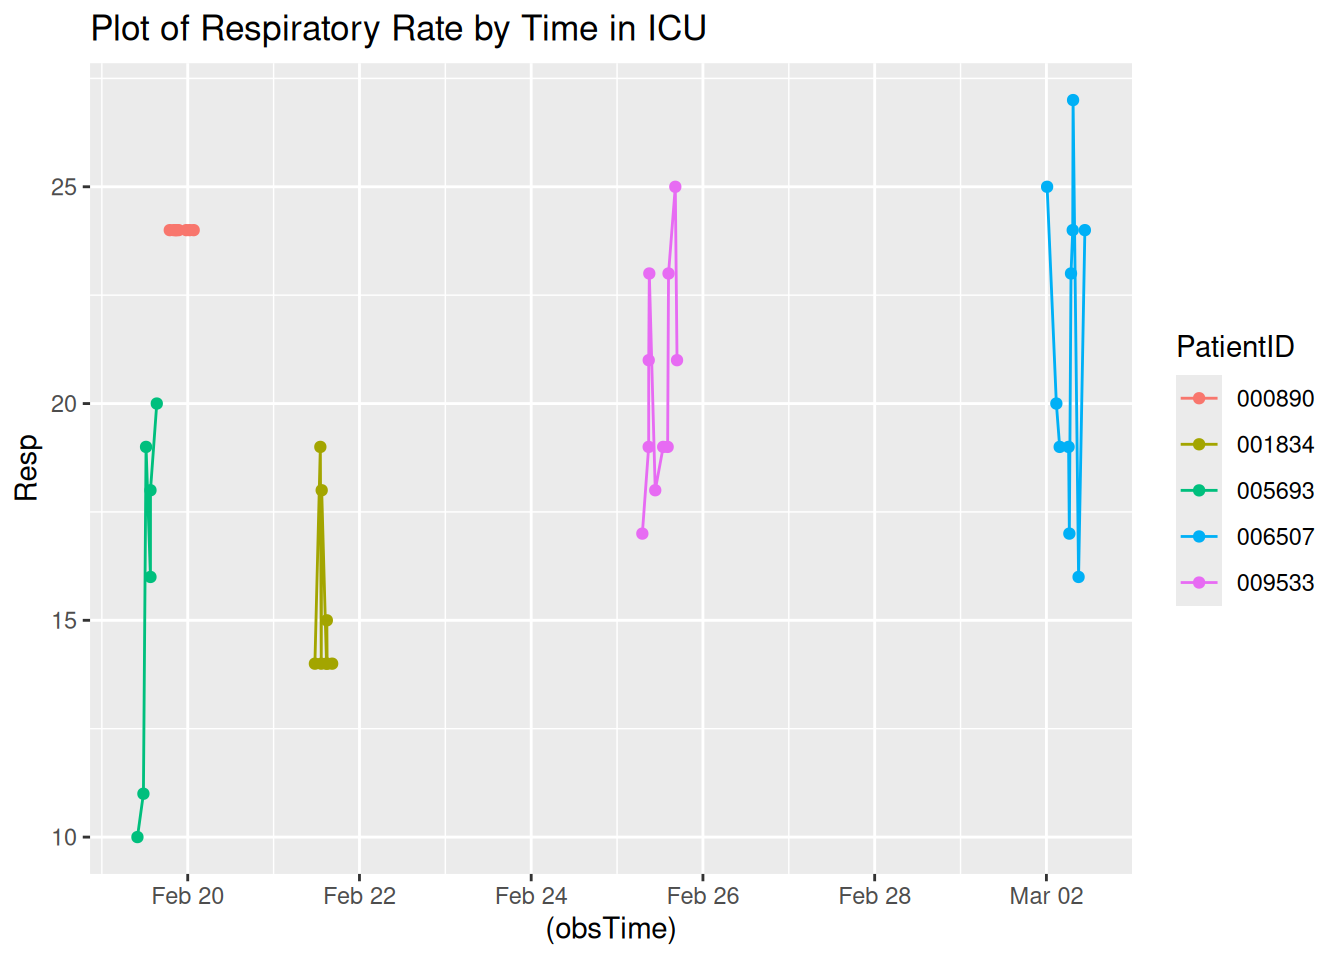 Plot of Respiratory Rate by Time in ICU
25
20
15
10
Resp
Feb 20
Feb 22
Feb 24
Feb 26
Feb 28
Mar 02
(obsTime)
PatientID
000890
001834
005693
006507
009533